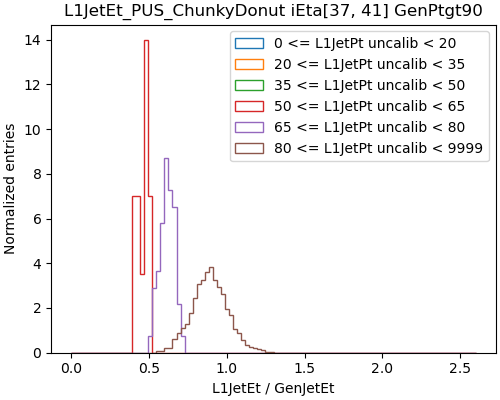 L1JetEt_PUS_ChunkyDonut iEta[37, 41] GenPtgt90
0 <= L1JetPt uncalib < 20
20 <= L1JetPt uncalib < 35
35 <= L1JetPt uncalib < 50
50 <= L1JetPt uncalib < 65
65 <= L1JetPt uncalib < 80
80 <= L1JetPt uncalib < 9999
Normalized entries
14
12
10
8
6
4
2
0
0.0 0.5 1.0 1.5 2.0 2.5
L1JetEt / GenJetEt